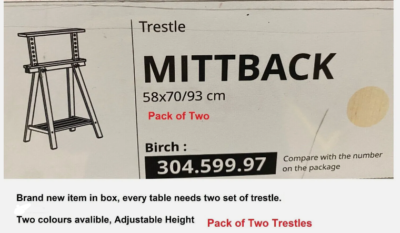 Trestle
MITTBACK
58x70/93 cm
Pack of Two
Birch :
304.599.97
Compare with the number
on the package
Brand new item in box, every table needs two set of trestle.
Two colours avalible, Adjustable Height Pack of Two Trestles